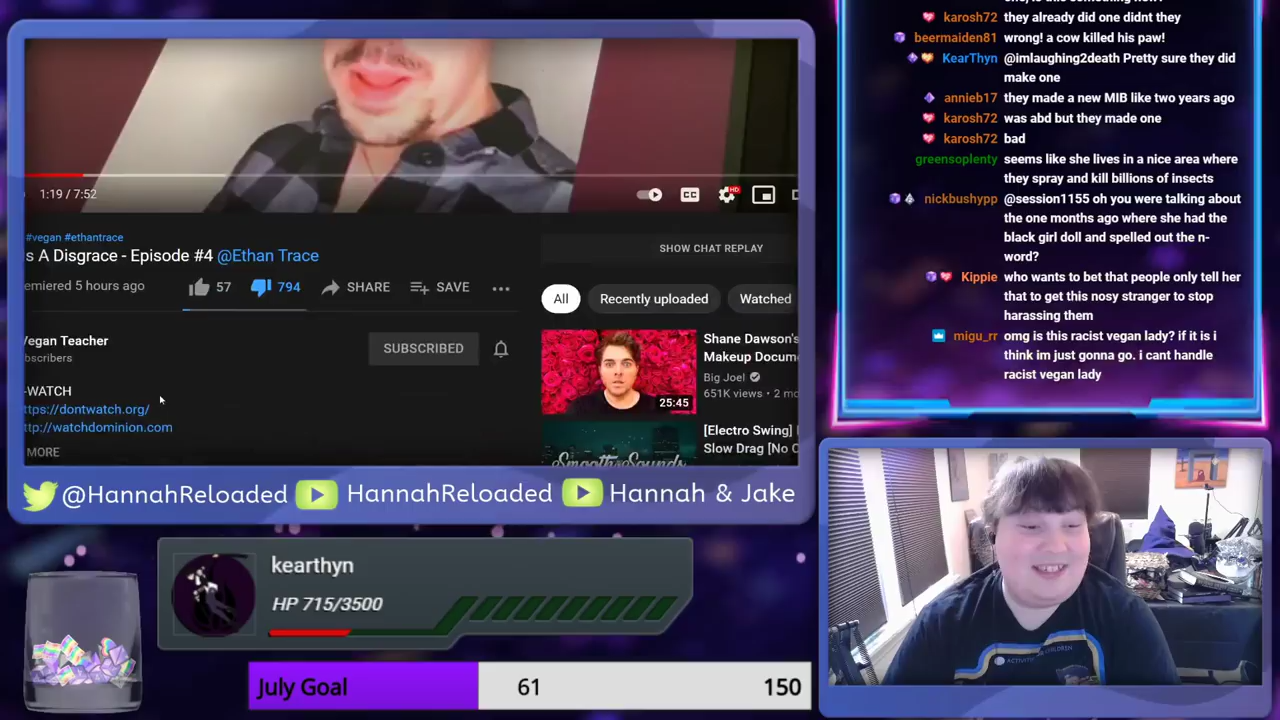 1:19 / 7:52
CC
HD
#vegan #ethantrace
s A Disgrace - Episode #4 @Ethan Trace
emiered 5 hours ago
57
794
SHARE
SAVE
SHOW CHAT REPLAY
All
Recently uploaded
Watched
Vegan Teacher
bscribers
SUBSCRIBED
-WATCH
ttps://dontwatch.org/
ttp://watchdominion.com
MORE
Shane Dawson's
Makeup Docum
Big Joel
651K views • 2 mo
25:45
[Electro Swing]
Slow Drag [No C
SmoothSounds
@HannahReloaded
HannahReloaded
Hannah & Jake
kearthyn
HP 715/3500
July Goal
61
150
karosh72 they already did one didnt they
beermaiden81 wrong! a cow killed his paw!
KearThyn @imlaughing2death Pretty sure they did
make one
annieb17 they made a new MIB like two years ago
karosh72 was abd but they made one
karosh72 bad
greensoplenty seems like she lives in a nice area where
they spray and kill billions of insects
nickbushypp @session1155 oh you were talking about
the one months ago where she had the
black girl doll and spelled out the n-
word?
Kippie who wants to bet that people only tell her
that to get this nosy stranger to stop
harassing them
migu_rr omg is this racist vegan lady? if it is i
think im just gonna go. i cant handle
racist vegan lady